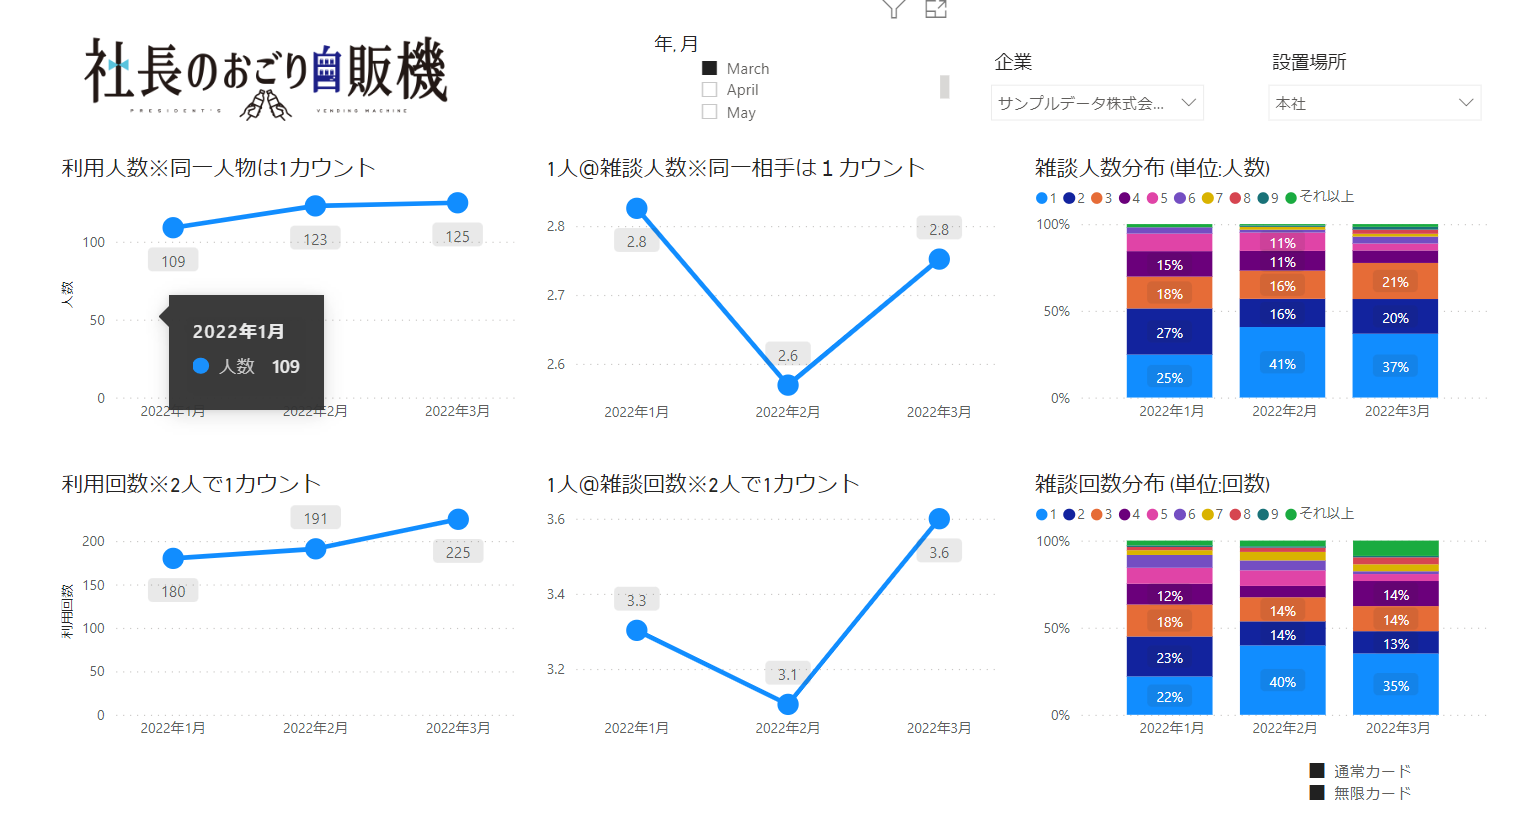 社長のおごり自販機
PRESIDENT'S VENDING MACHINE
年, 月
March
April
May
企業
サンプルデータ株式会...
設置場所
本社
利用人数※同一人物は1カウント
人数
100
50
0
109
123
125
2022年1月
人数 109
2022年1月
2022年2月
2022年3月
1人@雑談人数※同一相手は１カウント
2.8
2.7
2.6
2.8
2.6
2.8
2022年1月
2022年2月
2022年3月
雑談人数分布 (単位:人数)
1 2 3 4 5 6 7 8 9 それ以上
100%
50%
0%
15%
18%
27%
25%
11%
11%
16%
16%
41%
21%
20%
37%
2022年1月
2022年2月
2022年3月
利用回数※2人で1カウント
利用回数
200
150
100
50
0
180
191
225
2022年1月
2022年2月
2022年3月
1人@雑談回数※2人で1カウント
3.6
3.4
3.2
3.3
3.1
3.6
2022年1月
2022年2月
2022年3月
雑談回数分布 (単位:回数)
1 2 3 4 5 6 7 8 9 それ以上
100%
50%
0%
12%
18%
23%
22%
14%
14%
40%
14%
14%
13%
35%
2022年1月
2022年2月
2022年3月
通常カード
無限カード